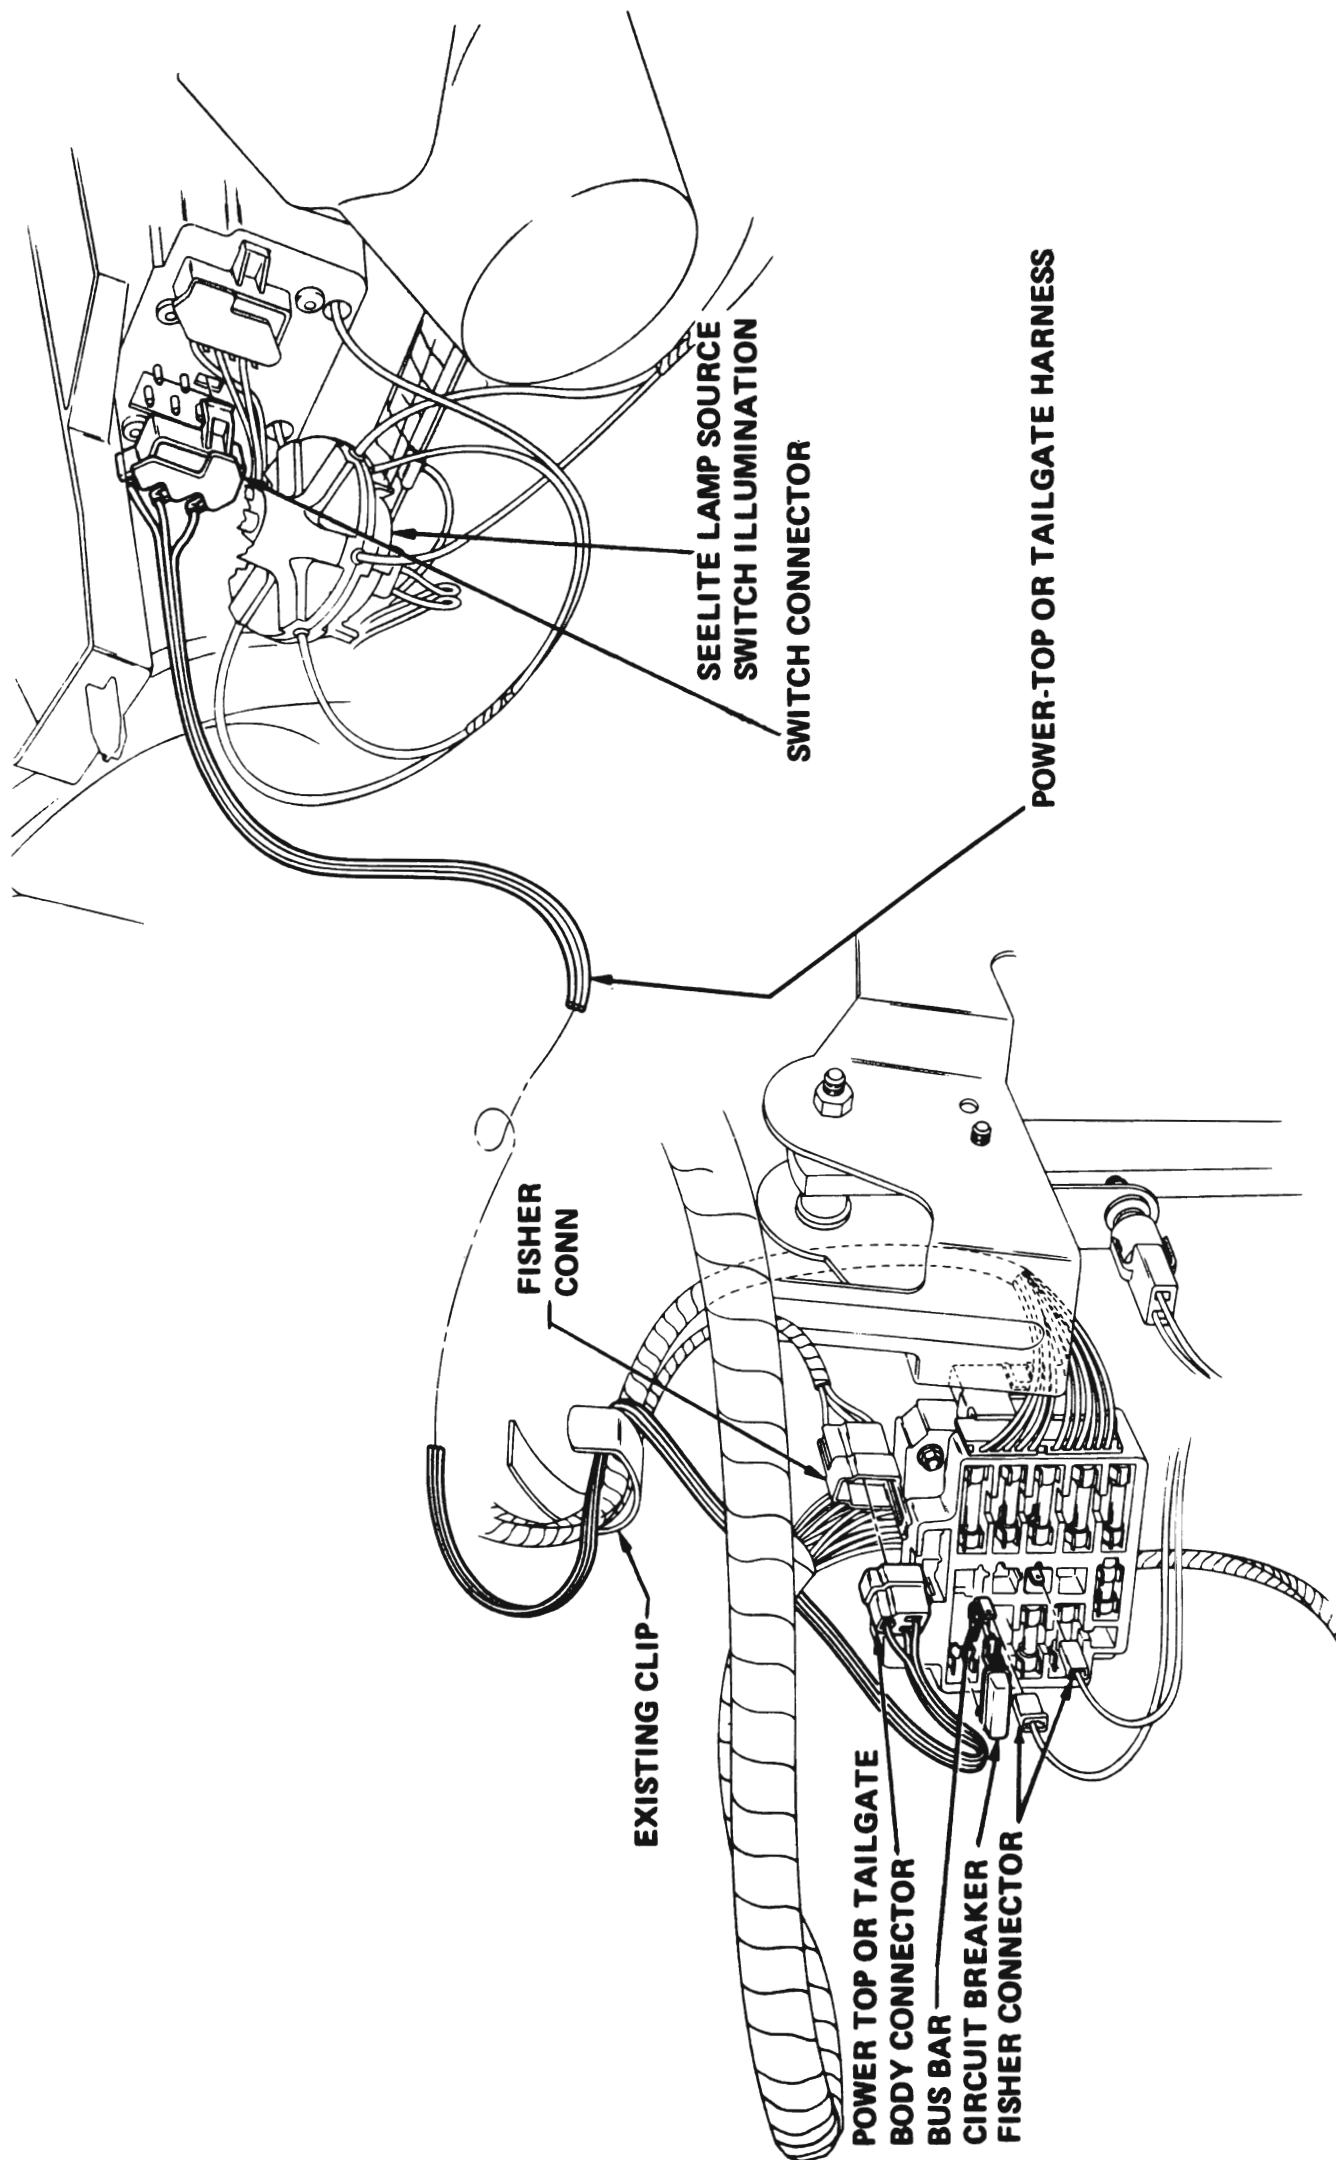 SEELITE LAMP SOURCE
SWITCH ILLUMINATION
SWITCH CONNECTOR
POWER-TOP OR TAILGATE HARNESS
FISHER
CONN
EXISTING CLIP
POWER TOP OR TAILGATE
BODY CONNECTOR
BUS BAR
CIRCUIT BREAKER
FISHER CONNECTOR